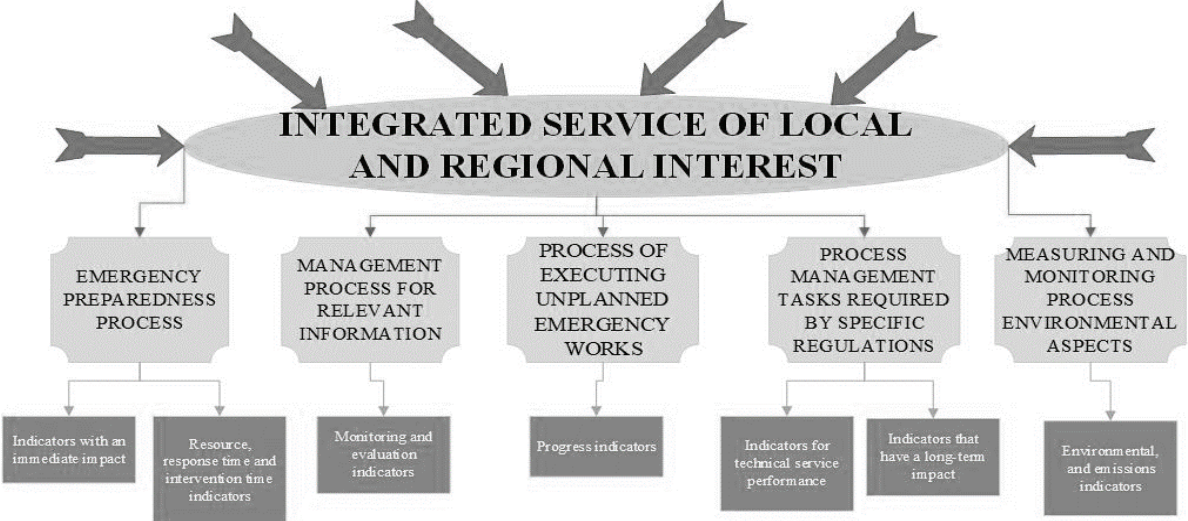 INTEGRATED SERVICE OF LOCAL
AND REGIONAL INTEREST
EMERGENCY
PREPAREDNESS
PROCESS
MANAGEMENT
PROCESS FOR
RELEVANT
INFORMATION
PROCESS OF
EXECUTING
UNPLANNED
EMERGENCY
WORKS
PROCESS
MANAGEMENT
TASKS REQUIRED
BY SPECIFIC
REGULATIONS
MEASURING AND
MONITORING
PROCESS
ENVIRONMENTAL
ASPECTS
Indicators with an
immediate impact
Resource,
response time and
intervention time
indicators
Monitoring and
evaluation
indicators
Progress indicators
Indicators for
technical service
performance
Indicators that
have a long-term
impact
Environmental,
and emissions
indicators